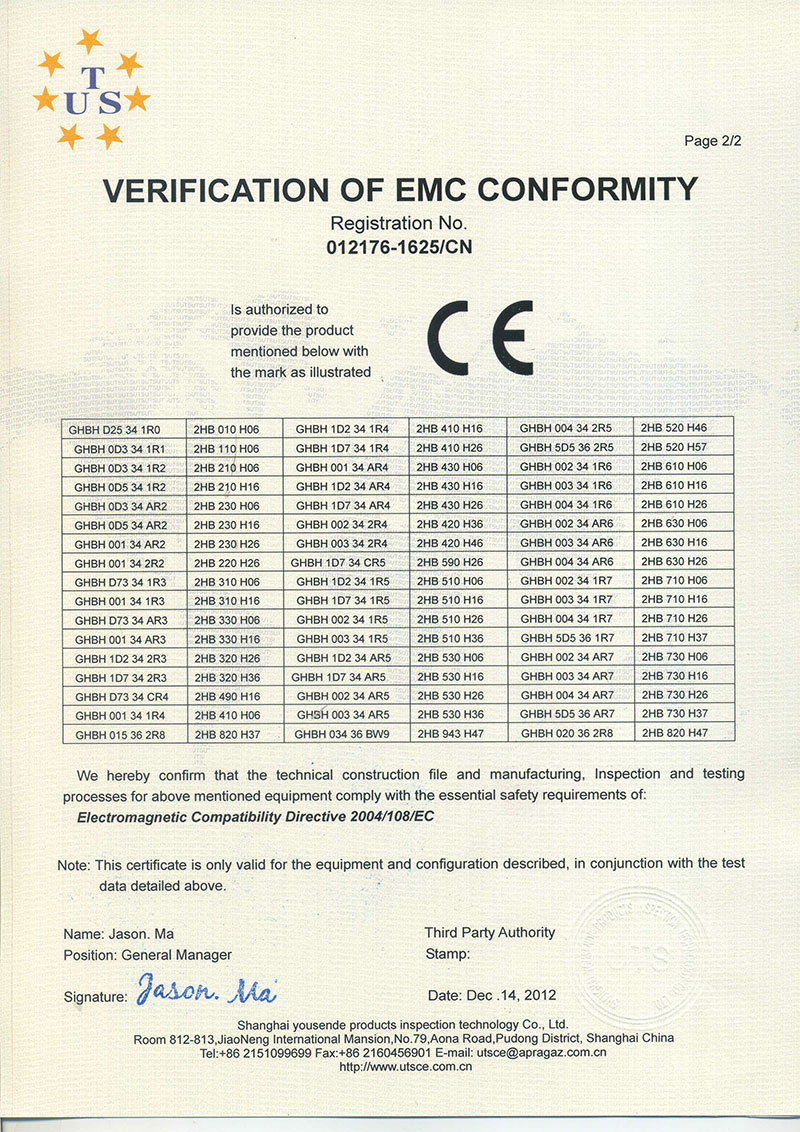 T
U S
Page 2/2
VERIFICATION OF EMC CONFORMITY
Registration No.
012176-1625/CN
Is authorized to
provide the product
mentioned below with
the mark as illustrated
CE
GHBH D25 34 1R0 2HB 010 H06 GHBH 1D2 34 1R4 2HB 410 H16 GHBH 004 34 2R5 2HB 520 H46
GHBH 0D3 34 1R1 2HB 110 H06 GHBH 1D7 34 1R4 2HB 410 H26 GHBH 5D5 36 2R5 2HB 520 H57
GHBH 0D3 34 1R2 2HB 210 H06 GHBH 001 34 AR4 2HB 430 H06 GHBH 002 34 1R6 2HB 610 H06
GHBH 0D5 34 1R2 2HB 210 H16 GHBH 1D2 34 AR4 2HB 430 H16 GHBH 003 34 1R6 2HB 610 H16
GHBH 0D3 34 AR2 2HB 230 H06 GHBH 1D7 34 AR4 2HB 430 H26 GHBH 004 34 1R6 2HB 610 H26
GHBH 0D5 34 AR2 2HB 230 H16 GHBH 002 34 2R4 2HB 420 H36 GHBH 002 34 AR6 2HB 630 H06
GHBH 001 34 AR2 2HB 230 H26 GHBH 003 34 2R4 2HB 420 H46 GHBH 003 34 AR6 2HB 630 H16
GHBH 001 34 2R2 2HB 220 H26 GHBH 1D7 34 CR5 2HB 590 H26 GHBH 004 34 AR6 2HB 630 H26
GHBH D73 34 1R3 2HB 310 H06 GHBH 1D2 34 1R5 2HB 510 H06 GHBH 002 34 1R7 2HB 710 H06
GHBH 001 34 1R3 2HB 310 H16 GHBH 1D7 34 1R5 2HB 510 H16 GHBH 003 34 1R7 2HB 710 H16
GHBH D73 34 AR3 2HB 330 H06 GHBH 002 34 1R5 2HB 510 H26 GHBH 004 34 1R7 2HB 710 H26
GHBH 001 34 AR3 2HB 330 H16 GHBH 003 34 1R5 2HB 510 H36 GHBH 5D5 36 1R7 2HB 710 H37
GHBH 1D2 34 2R3 2HB 320 H26 GHBH 1D2 34 AR5 2HB 530 H06 GHBH 002 34 AR7 2HB 730 H06
GHBH 1D7 34 2R3 2HB 320 H36 GHBH 1D7 34 AR5 2HB 530 H16 GHBH 003 34 AR7 2HB 730 H16
GHBH D73 34 CR4 2HB 490 H16 GHBH 002 34 AR5 2HB 530 H26 GHBH 004 34 AR7 2HB 730 H26
GHBH 001 34 1R4 2HB 410 H06 GHBH 003 34 AR5 2HB 530 H36 GHBH 5D5 36 AR7 2HB 730 H37
GHBH 015 36 2R8 2HB 820 H37 GHBH 034 36 BW9 2HB 943 H47 GHBH 020 36 2R8 2HB 820 H47
We hereby confirm that the technical construction file and manufacturing, Inspection and testing
processes for above mentioned equipment comply with the essential safety requirements of:
Electromagnetic Compatibility Directive 2004/108/EC
Note: This certificate is only valid for the equipment and configuration described, in conjunction with the test
data detailed above.
Name: Jason. Ma
Third Party Authority
Position: General Manager
Stamp:
Signature: Jason. Ma
Date: Dec .14, 2012
Shanghai yousende products inspection technology Co., Ltd.
Room 812-813,JiaoNeng International Mansion,No.79,Aona Road,Pudong District, Shanghai China
Tel:+86 2151099699 Fax:+86 2160456901 E-mail: utsce@apragaz.com.cn
http://www.utsce.com.cn